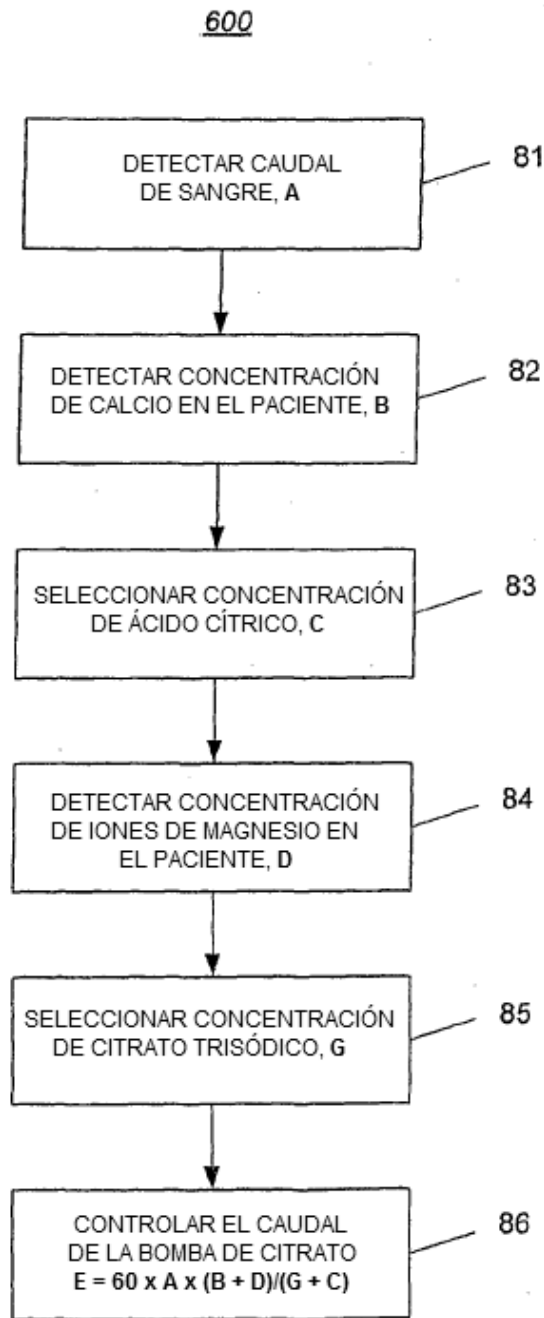 600
DETECTAR CAUDAL
DE SANGRE, A
81
DETECTAR CONCENTRACIÓN
DE CALCIO EN EL PACIENTE, B
82
SELECCIONAR CONCENTRACIÓN
DE ÁCIDO CÍTRICO, C
83
DETECTAR CONCENTRACIÓN
DE IONES DE MAGNESIO EN
EL PACIENTE, D
84
SELECCIONAR CONCENTRACIÓN
DE CITRATO TRISÓDICO, G
85
CONTROLAR EL CAUDAL
DE LA BOMBA DE CITRATO
E = 60 x A x (B + D)/(G + C)
86